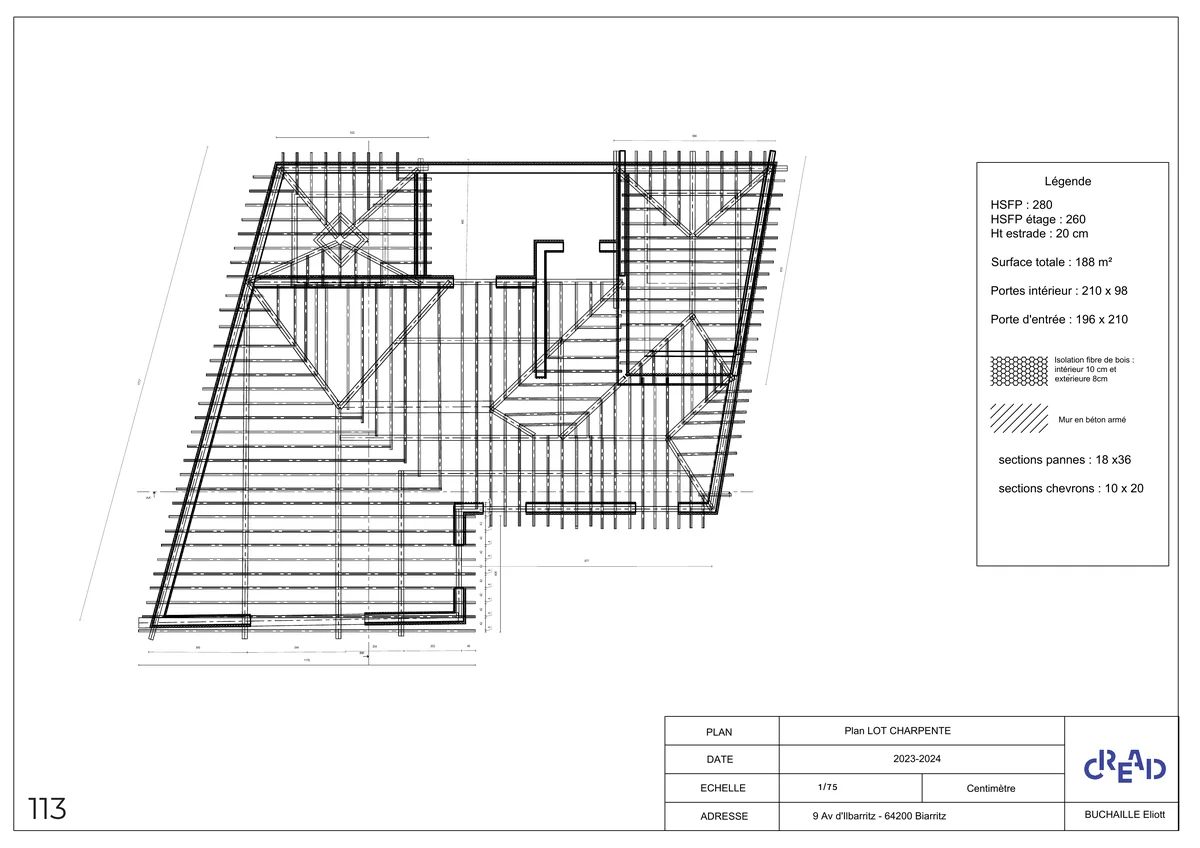 Légende
HSFP : 280
HSFP étage : 260
Ht estrade : 20 cm
Surface totale : 188 m²
Portes intérieur : 210 x 98
Porte d'entrée : 196 x 210
Isolation fibre de bois :
intérieur 10 cm et
extérieure 8cm
Mur en béton armé
sections pannes : 18 x36
sections chevrons : 10 x 20
PLAN
Plan LOT CHARPENTE
DATE
2023-2024
ECHELLE
1/75
Centimètre
ADRESSE
9 Av d'Ilbarritz - 64200 Biarritz
CREAD
BUCHAILLE Eliott
113